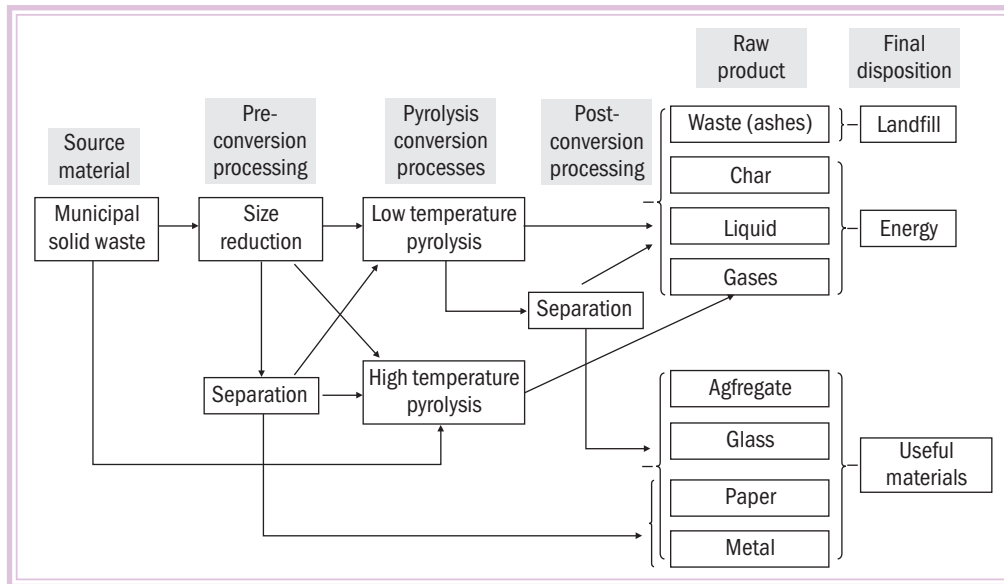 Source
material
Pre-
conversion
processing
Pyrolysis
conversion
processes
Post-
conversion
processing
Raw
product
Final
disposition
Municipal
solid waste
Size
reduction
Separation
Low temperature
pyrolysis
High temperature
pyrolysis
Separation
Waste (ashes)
Char
Liquid
Gases
Agfregate
Glass
Paper
Metal
Landfill
Energy
Useful
materials